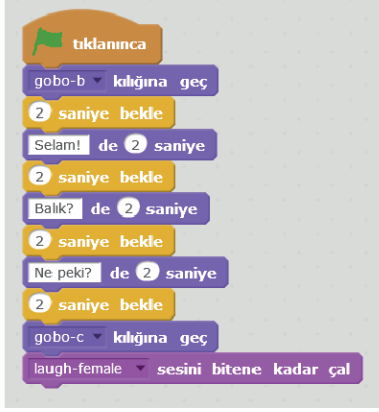 tıklanınca
gobo-b kılığına geç
2 saniye bekle
Selam! de 2 saniye
2 saniye bekle
Balık? de 2 saniye
2 saniye bekle
Ne peki? de 2 saniye
2 saniye bekle
gobo-c kılığına geç
laugh-female sesini bitene kadar çal